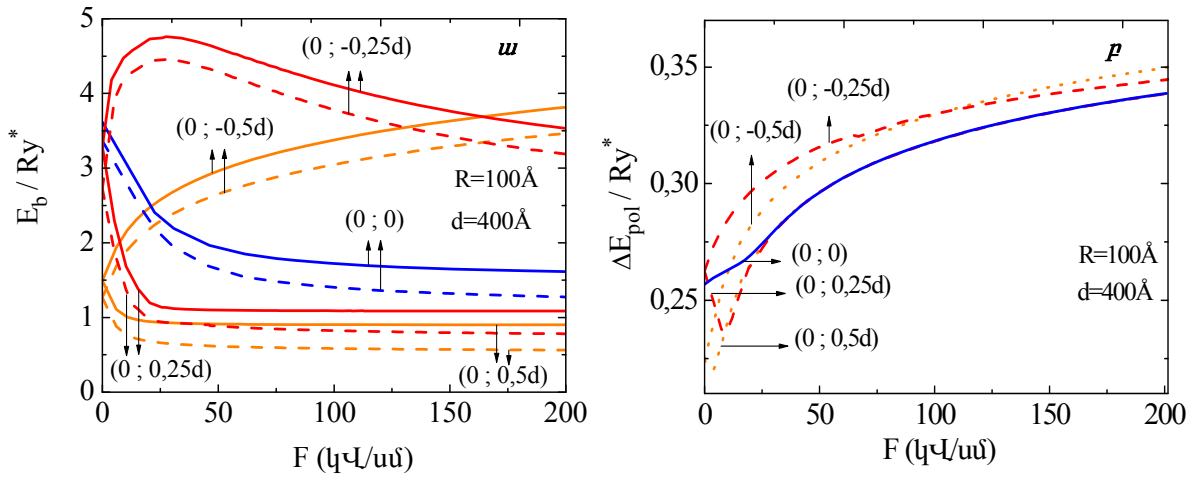 ա
5
4
3
2
1
0
E_b / Ry*
(0 ; -0,25d)
(0 ; -0,5d)
R=100Å
d=400Å
(0 ; 0)
(0 ; 0,25d)
(0 ; 0,5d)
0 50 100 150 200
F (կՎ/սմ)
բ
0,35
0,30
0,25
ΔE_pol / Ry*
(0 ; -0,25d)
(0 ; -0,5d)
(0 ; 0)
(0 ; 0,25d)
(0 ; 0,5d)
R=100Å
d=400Å
0 50 100 150 200
F (կՎ/սմ)